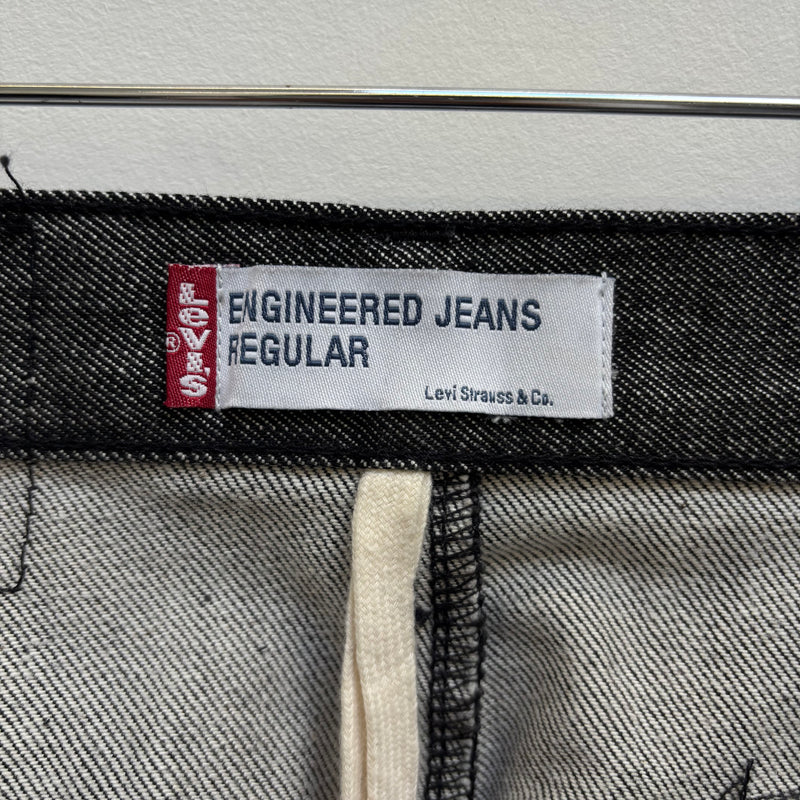 LEVI'S
®
ENGINEERED JEANS
REGULAR
Levi Strauss & Co.